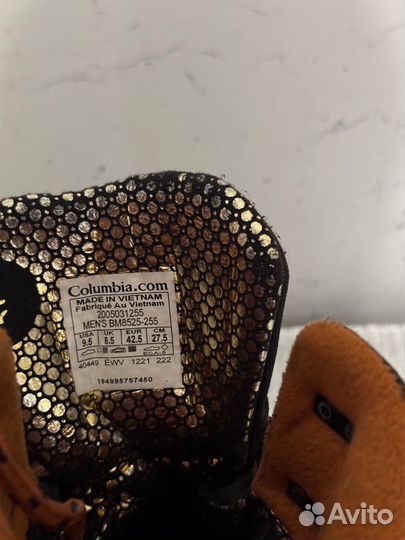 Columbia.com
MADE IN VIETNAM
Fabriqué Au Vietnam
2005031255
MEN'S BM8525-255
USA UK EUR CM
9.5 8.5 42.5 27.5
40449 EWV 1221 222
194895757450
Avito